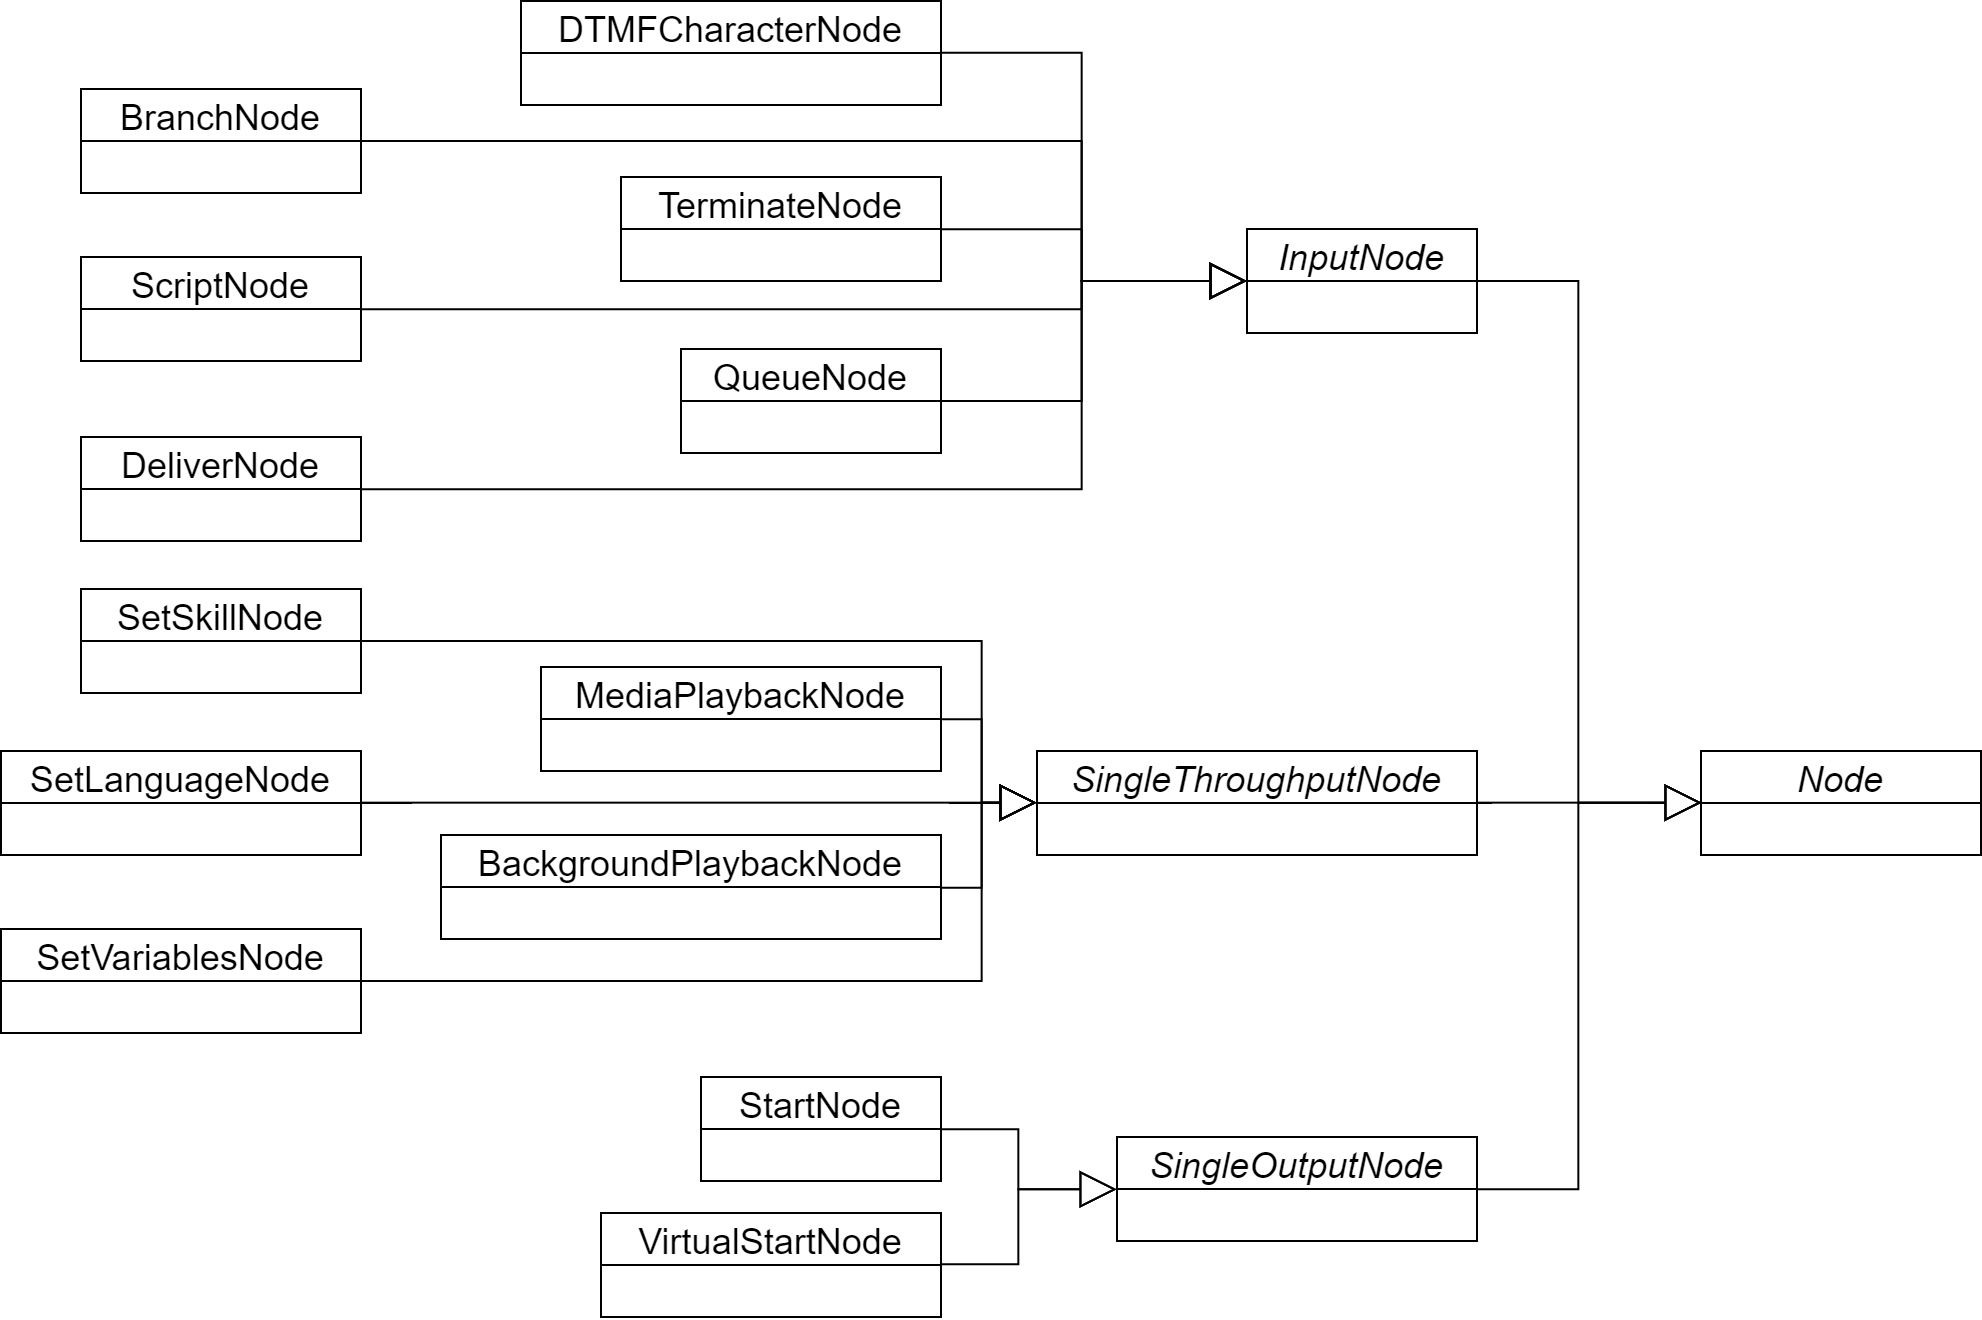 DTMFCharacterNode
BranchNode
TerminateNode
InputNode
ScriptNode
QueueNode
DeliverNode
SetSkillNode
MediaPlaybackNode
SetLanguageNode
SingleThroughputNode
Node
BackgroundPlaybackNode
SetVariablesNode
StartNode
SingleOutputNode
VirtualStartNode